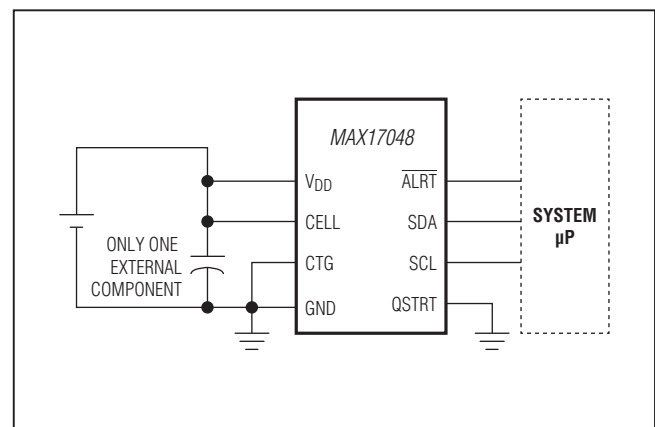 MAX17048
VDD
CELL
CTG
GND
ALRT
SDA
SCL
QSTRT
ONLY ONE
EXTERNAL
COMPONENT
SYSTEM
µP